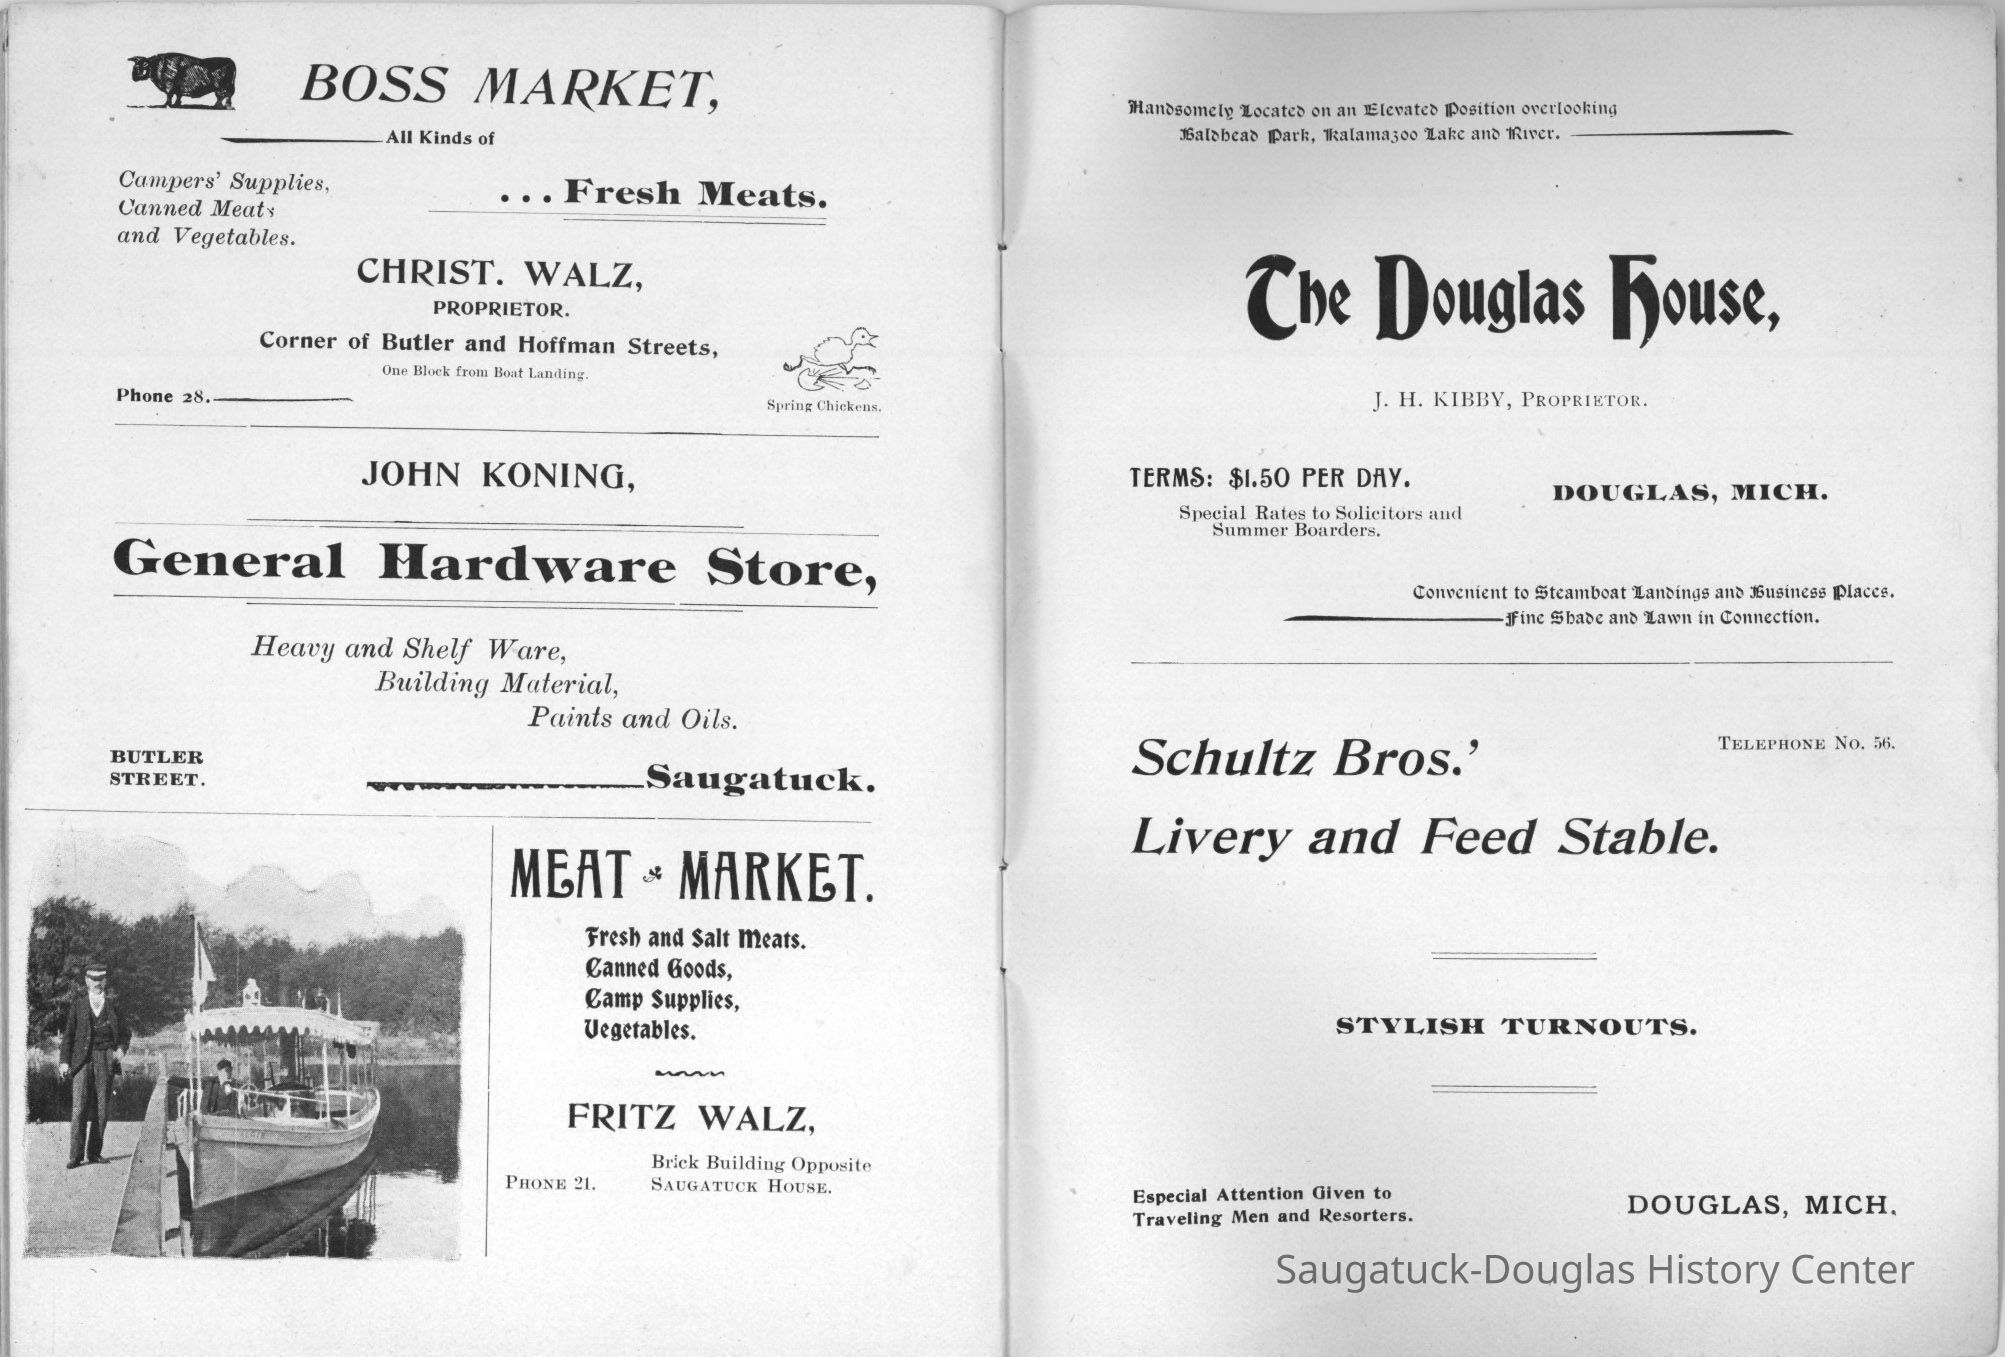 BOSS MARKET,
All Kinds of
Campers' Supplies,
Canned Meats
and Vegetables.
... Fresh Meats.
CHRIST. WALZ,
PROPRIETOR.
Corner of Butler and Hoffman Streets,
One Block from Boat Landing.
Phone 28.
Spring Chickens.
JOHN KONING,
General Hardware Store,
Heavy and Shelf Ware,
Building Material,
Paints and Oils.
BUTLER
STREET.
Saugatuck.
MEAT MARKET.
Fresh and Salt Meats.
Canned Goods,
Camp Supplies,
Vegetables.
FRITZ WALZ,
Brick Building Opposite
PHONE 21. SAUGATUCK HOUSE.
Handsomely Located on an Elevated Position overlooking
Baldhead Park, Kalamazoo Lake and River.
The Douglas House,
J. H. KIBBY, PROPRIETOR.
TERMS: $1.50 PER DAY.
DOUGLAS, MICH.
Special Rates to Solicitors and
Summer Boarders.
Convenient to Steamboat Landings and Business Places.
Fine Shade and Lawn in Connection.
Schultz Bros.'
TELEPHONE NO. 56.
Livery and Feed Stable.
STYLISH TURNOUTS.
Especial Attention Given to
Traveling Men and Resorters.
DOUGLAS, MICH.
Saugatuck-Douglas History Center